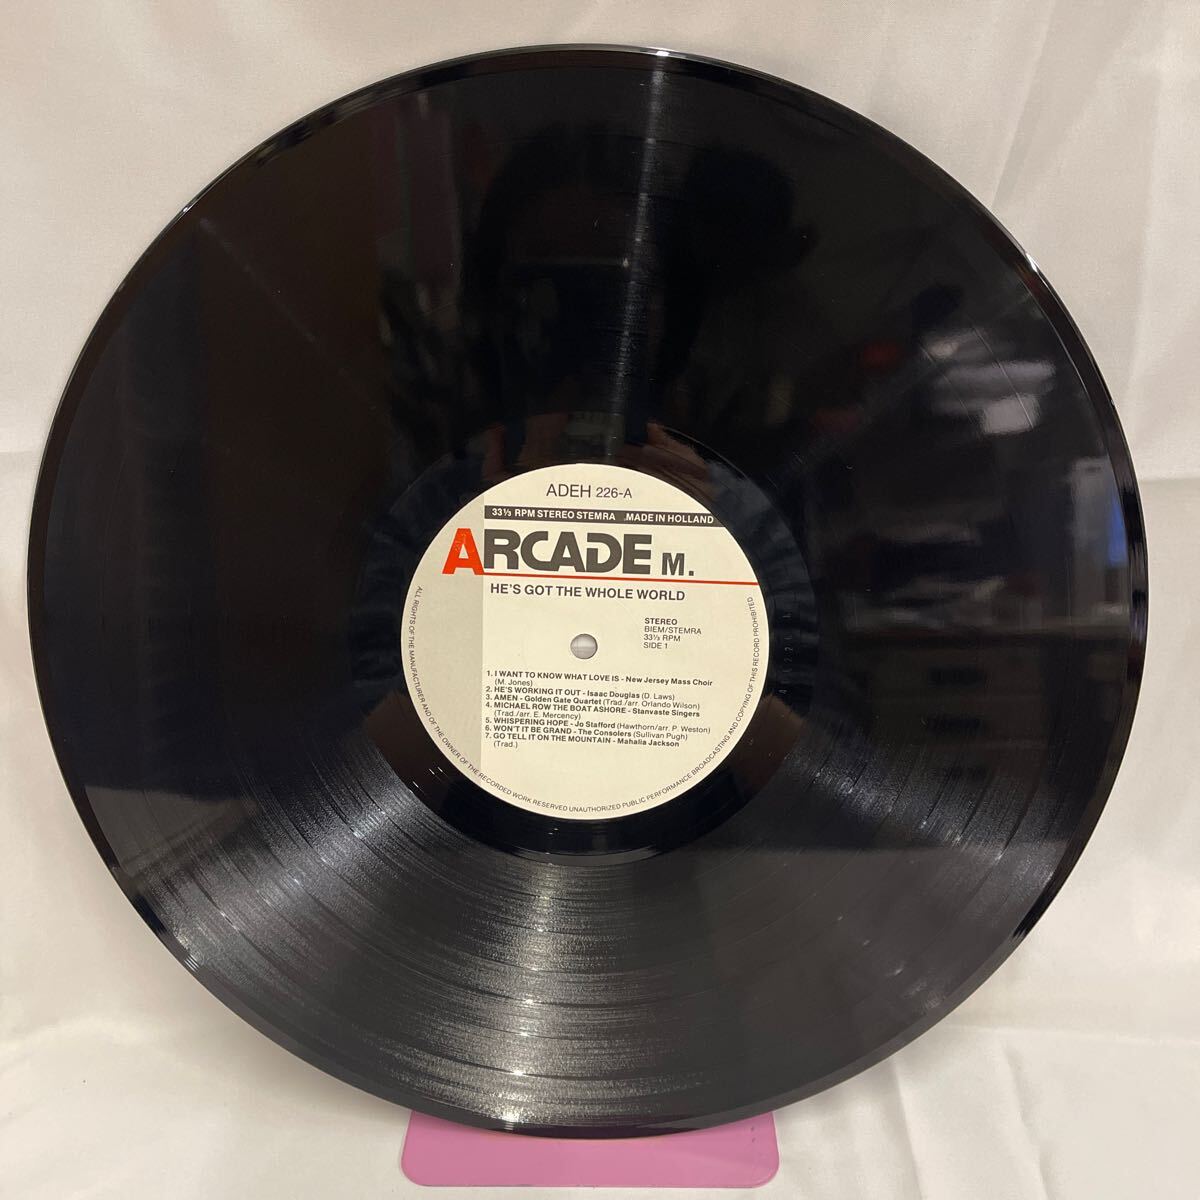 ADEH 226-A
33⅓ RPM STEREO STEMRA .MADE IN HOLLAND
ARCADE M.
HE'S GOT THE WHOLE WORLD
STEREO
BIEM/STEMRA
33⅓ RPM
SIDE 1
1. I WANT TO KNOW WHAT LOVE IS - New Jersey Mass Choir
(M. Jones)
2. HE'S WORKING IT OUT - Isaac Douglas (D. Laws)
3. AMEN - Golden Gate Quartet (Trad./arr. Orlando Wilson)
4. MICHAEL ROW THE BOAT ASHORE - Stanvaste Singers
(Trad./arr. E. Mercency)
5. WHISPERING HOPE - Jo Stafford (Hawthorn/arr. P. Weston)
6. WON'T IT BE GRAND - The Consolers (Sullivan Pugh)
7. GO TELL IT ON THE MOUNTAIN - Mahalia Jackson
(Trad.)
ALL RIGHTS OF THE MANUFACTURER AND OF THE OWNER OF THE RECORDED WORK RESERVED UNAUTHORIZED PUBLIC PERFORMANCE BROADCASTING AND COPYING OF THIS RECORD PROHIBITED